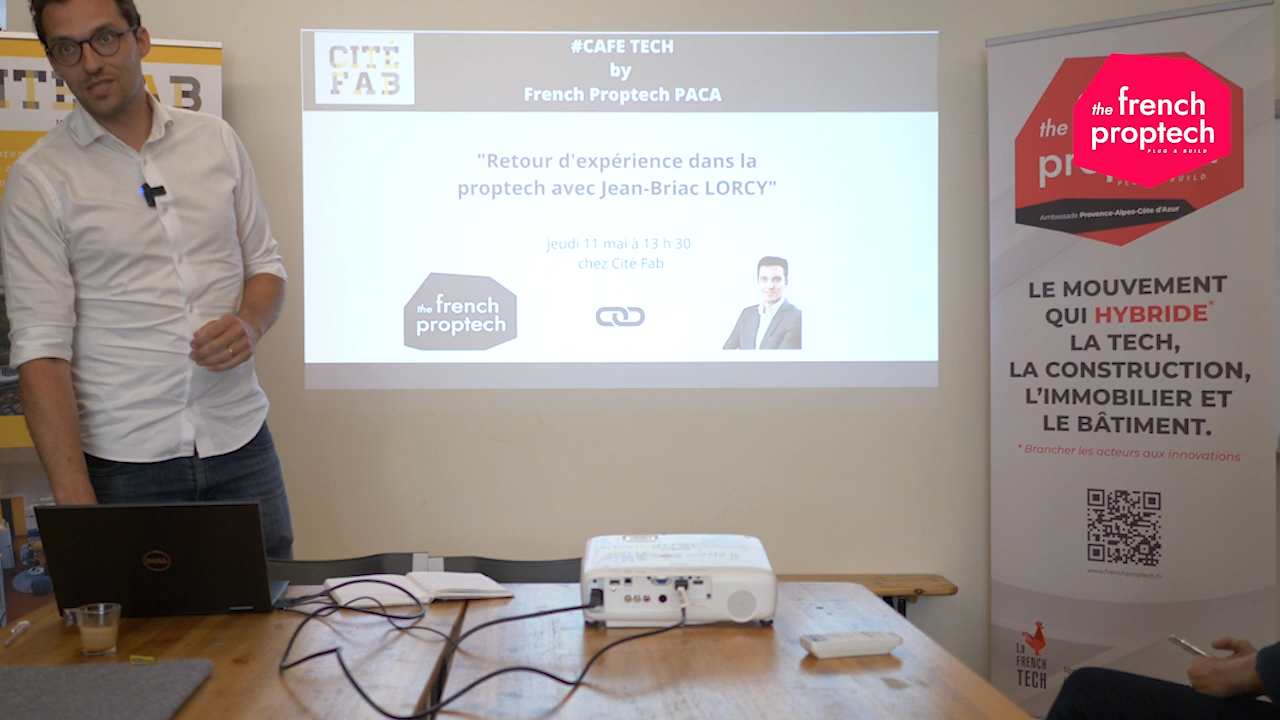 CITÉ
FAB
#CAFE TECH
by
French Proptech PACA
"Retour d'expérience dans la
proptech avec Jean-Briac LORCY"
jeudi 11 mai à 13 h 30
chez Cité Fab
the french
proptech
the french
proptech
PLUG & BUILD
the
Ambassade Provence-Alpes-Côte d'Azur
LE MOUVEMENT
QUI HYBRIDE*
LA TECH,
LA CONSTRUCTION,
L'IMMOBILIER ET
LE BÂTIMENT.
* Brancher les acteurs aux innovations
www.frenchproptech.fr
La
FRENCH
TECH
DELL